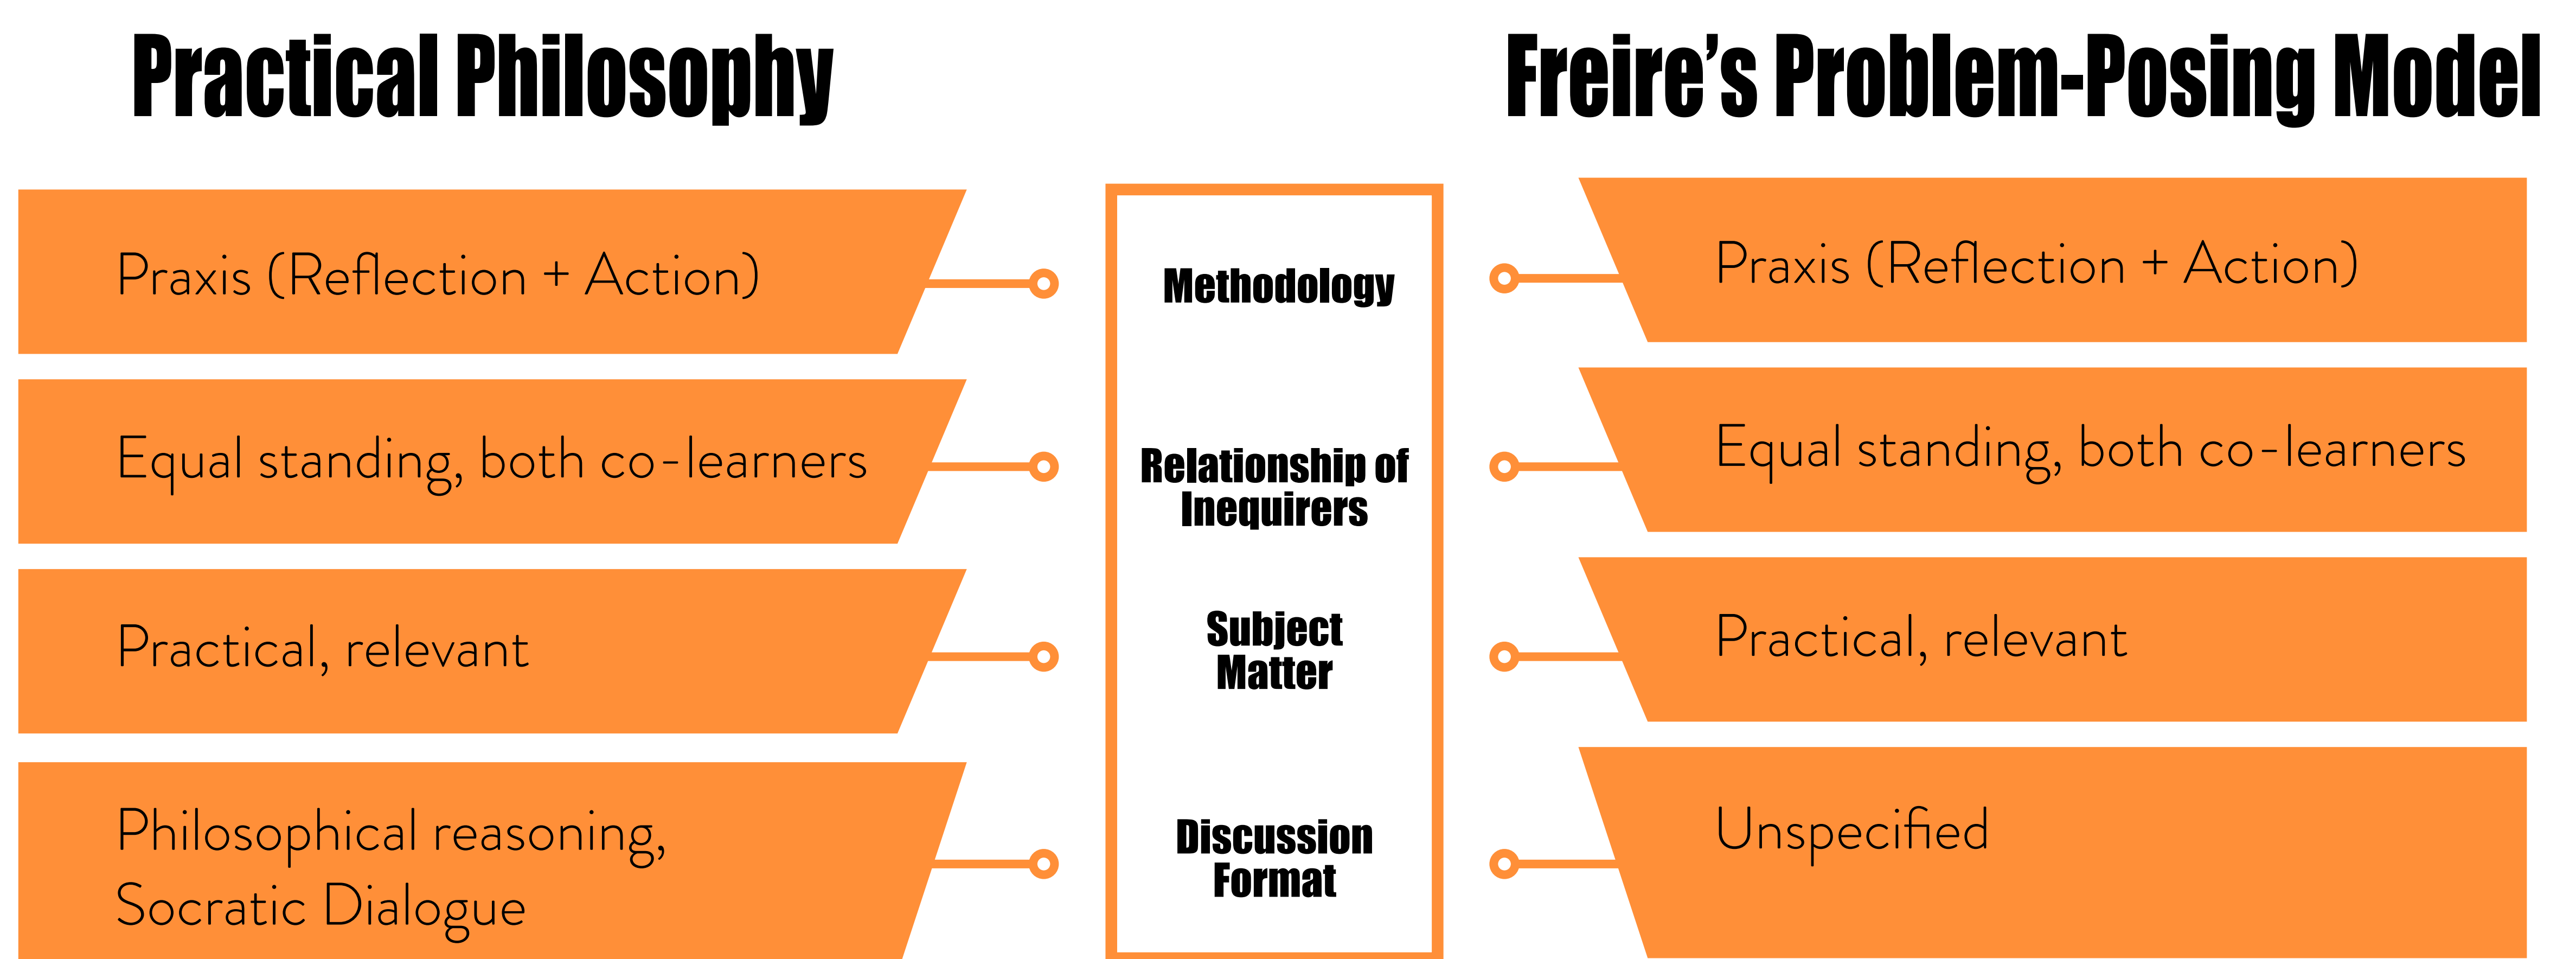 Practical Philosophy
Freire’s Problem-Posing Model
Praxis (Reflection + Action)
Methodology
Praxis (Reflection + Action)
Equal standing, both co-learners
Relationship of
Inequirers
Equal standing, both co-learners
Practical, relevant
Subject
Matter
Practical, relevant
Philosophical reasoning,
Socratic Dialogue
Discussion
Format
Unspecified